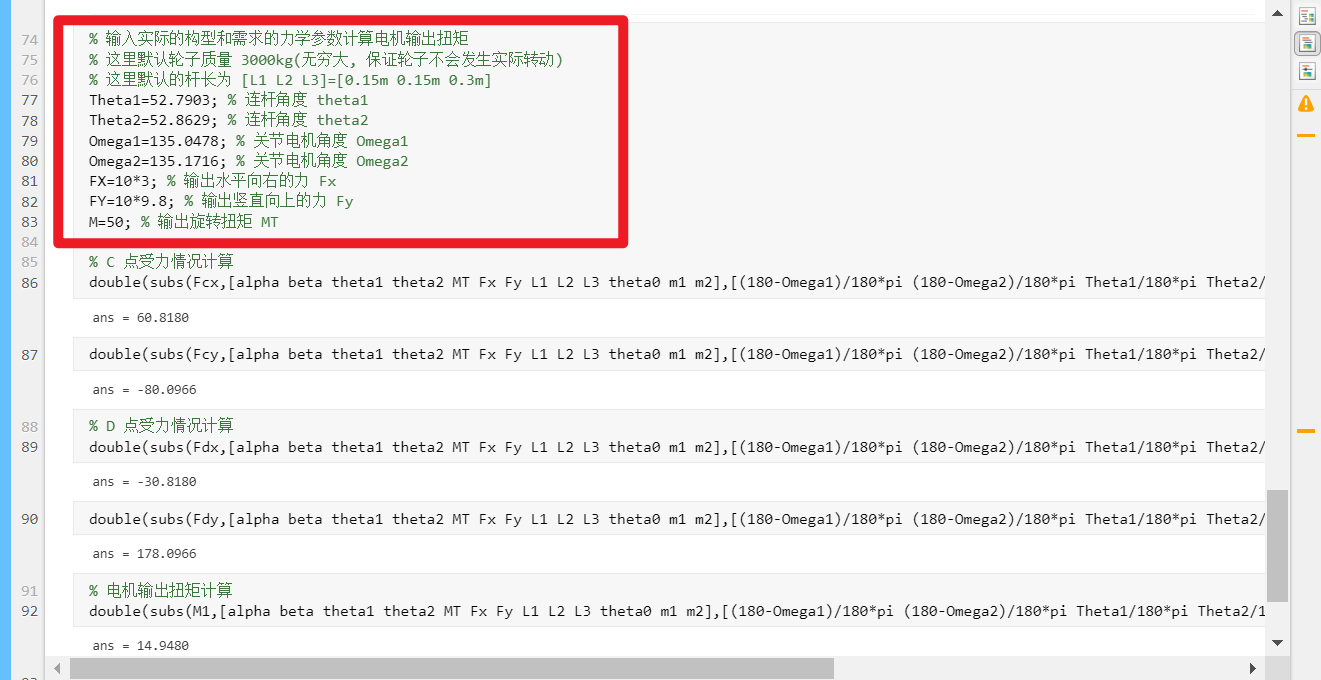 74 % 输入实际的构型和需求的力学参数计算电机输出扭矩
75 % 这里默认轮子质量 3000kg(无穷大, 保证轮子不会发生实际转动)
76 % 这里默认的杆长为 [L1 L2 L3]=[0.15m 0.15m 0.3m]
77 Theta1=52.7903; % 连杆角度 theta1
78 Theta2=52.8629; % 连杆角度 theta2
79 Omega1=135.0478; % 关节电机角度 Omega1
80 Omega2=135.1716; % 关节电机角度 Omega2
81 FX=10*3; % 输出水平向右的力 Fx
82 FY=10*9.8; % 输出竖直向上的力 Fy
83 M=50; % 输出旋转扭矩 MT
84
85 % C 点受力情况计算
86 double(subs(Fcx,[alpha beta theta1 theta2 MT Fx Fy L1 L2 L3 theta0 m1 m2],[(180-Omega1)/180*pi (180-Omega2)/180*pi Theta1/180*pi Theta2/
ans = 60.8180
87 double(subs(Fcy,[alpha beta theta1 theta2 MT Fx Fy L1 L2 L3 theta0 m1 m2],[(180-Omega1)/180*pi (180-Omega2)/180*pi Theta1/180*pi Theta2/
ans = -80.0966
88 % D 点受力情况计算
89 double(subs(Fdx,[alpha beta theta1 theta2 MT Fx Fy L1 L2 L3 theta0 m1 m2],[(180-Omega1)/180*pi (180-Omega2)/180*pi Theta1/180*pi Theta2/
ans = -30.8180
90 double(subs(Fdy,[alpha beta theta1 theta2 MT Fx Fy L1 L2 L3 theta0 m1 m2],[(180-Omega1)/180*pi (180-Omega2)/180*pi Theta1/180*pi Theta2/
ans = 178.0966
91 % 电机输出扭矩计算
92 double(subs(M1,[alpha beta theta1 theta2 MT Fx Fy L1 L2 L3 theta0 m1 m2],[(180-Omega1)/180*pi (180-Omega2)/180*pi Theta1/180*pi Theta2/1
ans = 14.9480